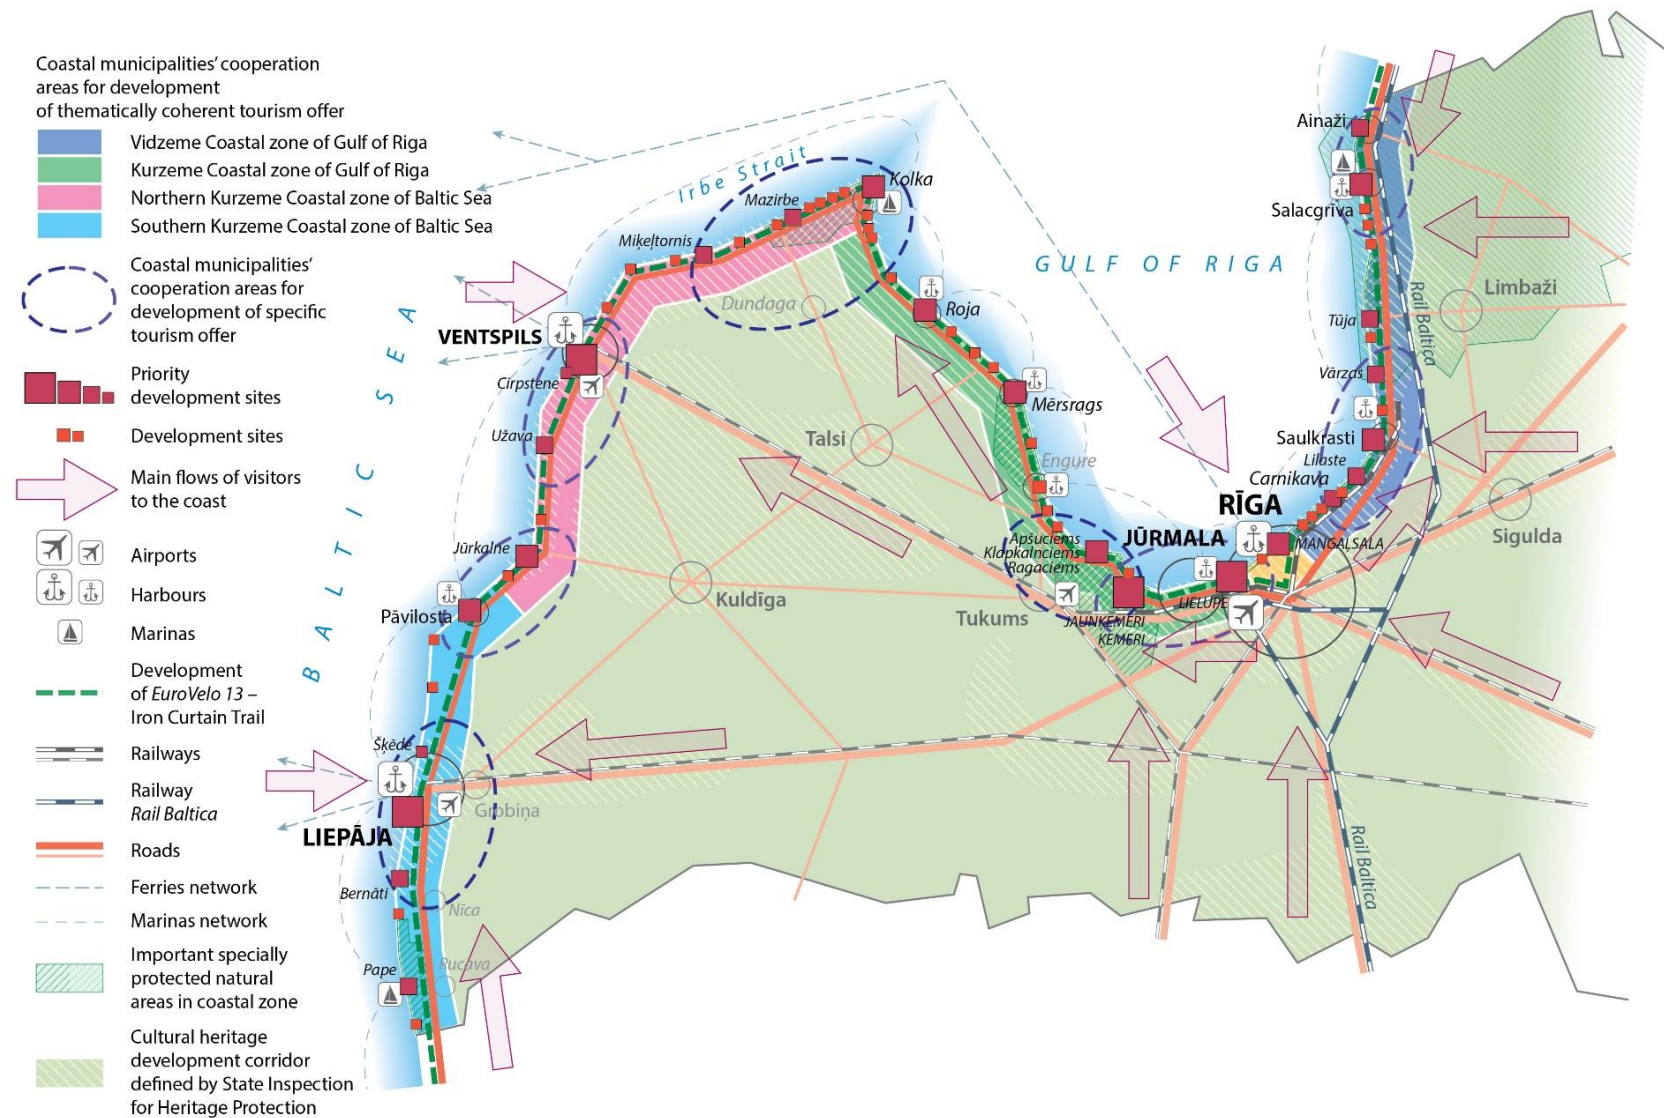 Coastal municipalities' cooperation
areas for development
of thematically coherent tourism offer
Vidzeme Coastal zone of Gulf of Riga
Kurzeme Coastal zone of Gulf of Riga
Northern Kurzeme Coastal zone of Baltic Sea
Southern Kurzeme Coastal zone of Baltic Sea
Coastal municipalities'
cooperation areas for
development of specific
tourism offer
Priority
development sites
Development sites
Main flows of visitors
to the coast
Airports
Harbours
Marinas
Development
of EuroVelo 13 –
Iron Curtain Trail
Railways
Railway
Rail Baltica
Roads
Ferries network
Marinas network
Important specially
protected natural
areas in coastal zone
Cultural heritage
development corridor
defined by State Inspection
for Heritage Protection
BALTIC SEA
Irbe Strait
GULF OF RIGA
Kolka
Mazirbe
Miķeļtornis
Dundaga
VENTSPILS
Cirpstene
Užava
Jūrkalne
Pāvilosta
Šķēde
LIEPĀJA
Grobiņa
Bernāti
Nīca
Pape
Rucava
Roja
Mērsrags
Talsi
Engure
Kuldīga
Apšuciems
Klapkalnciems
Ragaciems
Tukums
JŪRMALA
LIELUPE
JAUNĶEMERI
ĶEMERI
RĪGA
MANGAĻSALA
Carnikava
Lilaste
Saulkrasti
Vārzas
Tūja
Salacgrīva
Ainaži
Limbaži
Sigulda
Rail Baltica
Rail Baltica